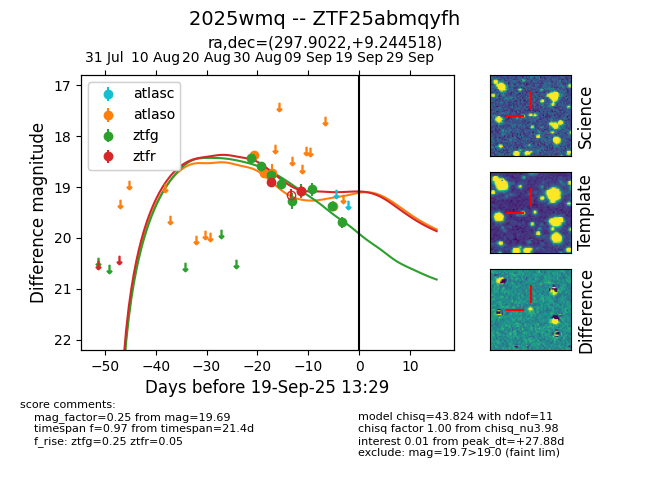 2025wmq -- ZTF25abmqyfh
ra,dec=(297.9022,+9.244518)
31 Jul 10 Aug 20 Aug 30 Aug 09 Sep 19 Sep 29 Sep
atlasc
atlaso
ztfg
ztfr
17
18
19
20
21
22
Difference magnitude
−50 −40 −30 −20 −10 0 10
Days before 19-Sep-25 13:29
Science
Template
Difference
score comments:
mag_factor=0.25 from mag=19.69
timespan f=0.97 from timespan=21.4d
f_rise: ztfg=0.25 ztfr=0.05
model chisq=43.824 with ndof=11
chisq factor 1.00 from chisq_nu3.98
interest 0.01 from peak_dt=+27.88d
exclude: mag=19.7>19.0 (faint lim)